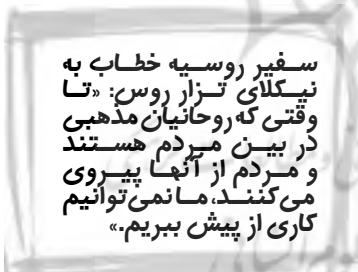 سفیر روسیه خطاب به
نیکلای تزار روس: «تا
وقتی که روحانیان مذهبی
در بین مردم هستند
و مردم از آنها پیروی
می‌کنند، ما نمی‌توانیم
کاری از پیش ببریم.»